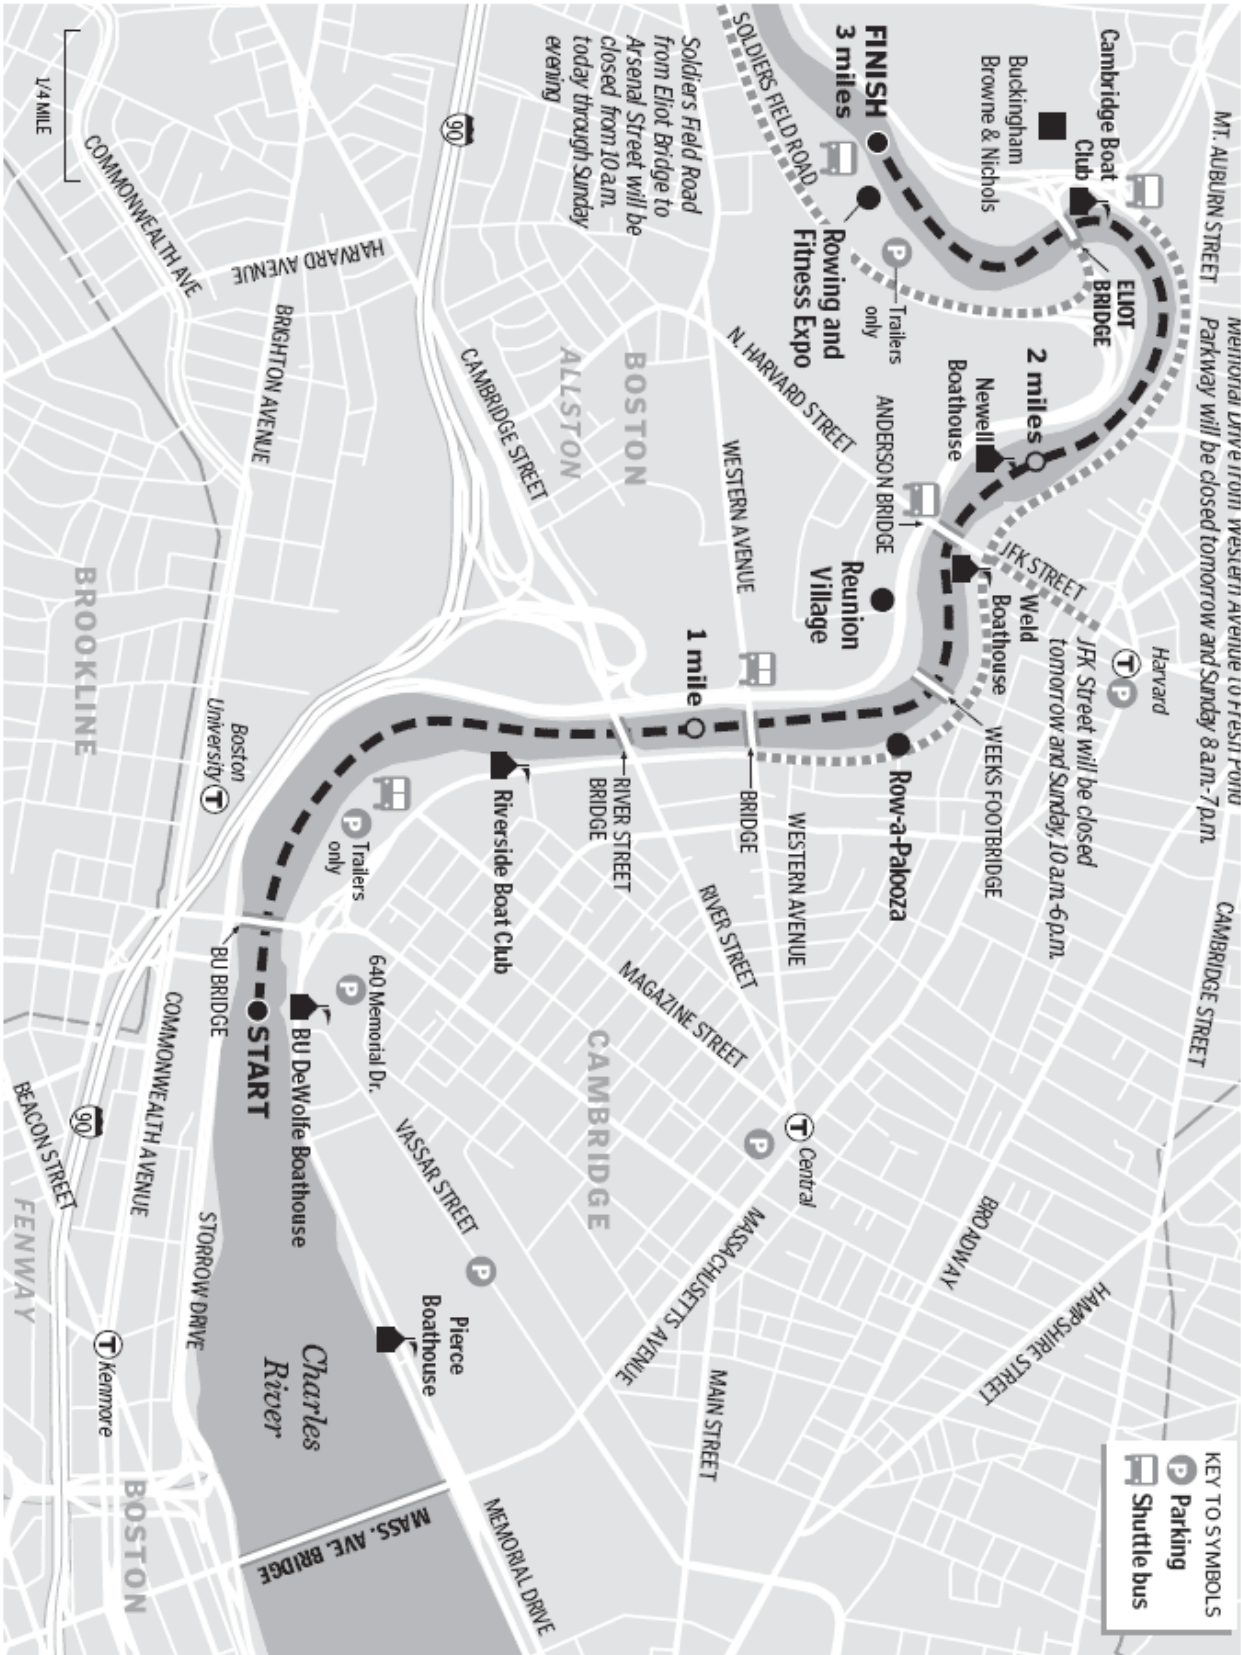 MT. AUBURN STREET
Memorial Drive from Western Avenue to Fresh Pond
Parkway will be closed tomorrow and Sunday 8 a.m.-7 p.m.
CAMBRIDGE STREET
KEY TO SYMBOLS
P Parking
Shuttle bus
Cambridge Boat
Club
Buckingham
Browne & Nichols
ELIOT
BRIDGE
FINISH
3 miles
SOLDIERS FIELD ROAD
Rowing and
Fitness Expo
P Trailers
only
Soldiers Field Road
from Eliot Bridge to
Arsenal Street will be
closed from 10 a.m.
today through Sunday
evening
2 miles
Newell
Boathouse
N. HARVARD STREET
ANDERSON BRIDGE
JFK STREET
Harvard
T
P
JFK Street will be closed
tomorrow and Sunday, 10 a.m.-6 p.m.
Weld
Boathouse
Reunion
Village
WEEKS FOOTBRIDGE
Row-a-Palooza
BOSTON
ALLSTON
WESTERN AVENUE
1 mile
BRIDGE
WESTERN AVENUE
CAMBRIDGE STREET
RIVER STREET
BRIDGE
RIVER STREET
MAGAZINE STREET
Riverside Boat Club
CAMBRIDGE
T Central
P
BROADWAY
HAMPSHIRE STREET
MASSACHUSETTS AVENUE
MAIN STREET
90
HARVARD AVENUE
BRIGHTON AVENUE
COMMONWEALTH AVE
1/4 MILE
BROOKLINE
Boston
University T
P Trailers
only
640 Memorial Dr.
P
BU BRIDGE
START
BU DeWolfe Boathouse
VASSAR STREET
P
Pierce
Boathouse
COMMONWEALTH AVENUE
90
BEACON STREET
STORROW DRIVE
FENWAY
T Kenmore
Charles
River
MASS. AVE. BRIDGE
MEMORIAL DRIVE
BOSTON